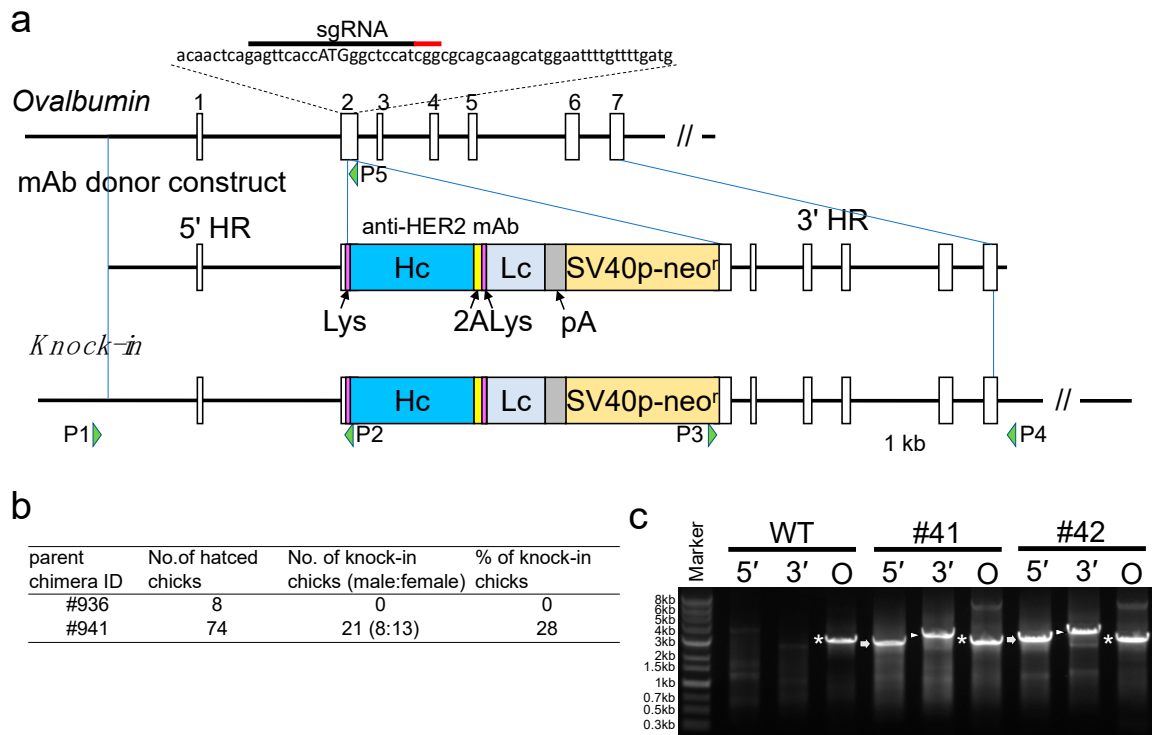 a
sgRNA
acaactcagagttcaccATGggctccatcggcgcagcaagcatggaattttgttttgatg
Ovalbumin
1 2 3 4 5 6 7
//
P5
mAb donor construct
5' HR
anti-HER2 mAb
3' HR
Hc Lc SV40p-neoʳ
Lys 2ALys pA
Knock-in
Hc Lc SV40p-neoʳ
//
P1 P2 P3 1 kb P4
b
parent No.of hatced No. of knock-in % of knock-in
chimera ID chicks chicks (male:female) chicks
#936 8 0 0
#941 74 21 (8:13) 28
c
Marker
WT #41 #42
5′ 3′ O 5′ 3′ O 5′ 3′ O
8kb
6kb
4kb
3kb
2kb
1.5kb
1kb
0.7kb
0.5kb
0.3kb
* * *